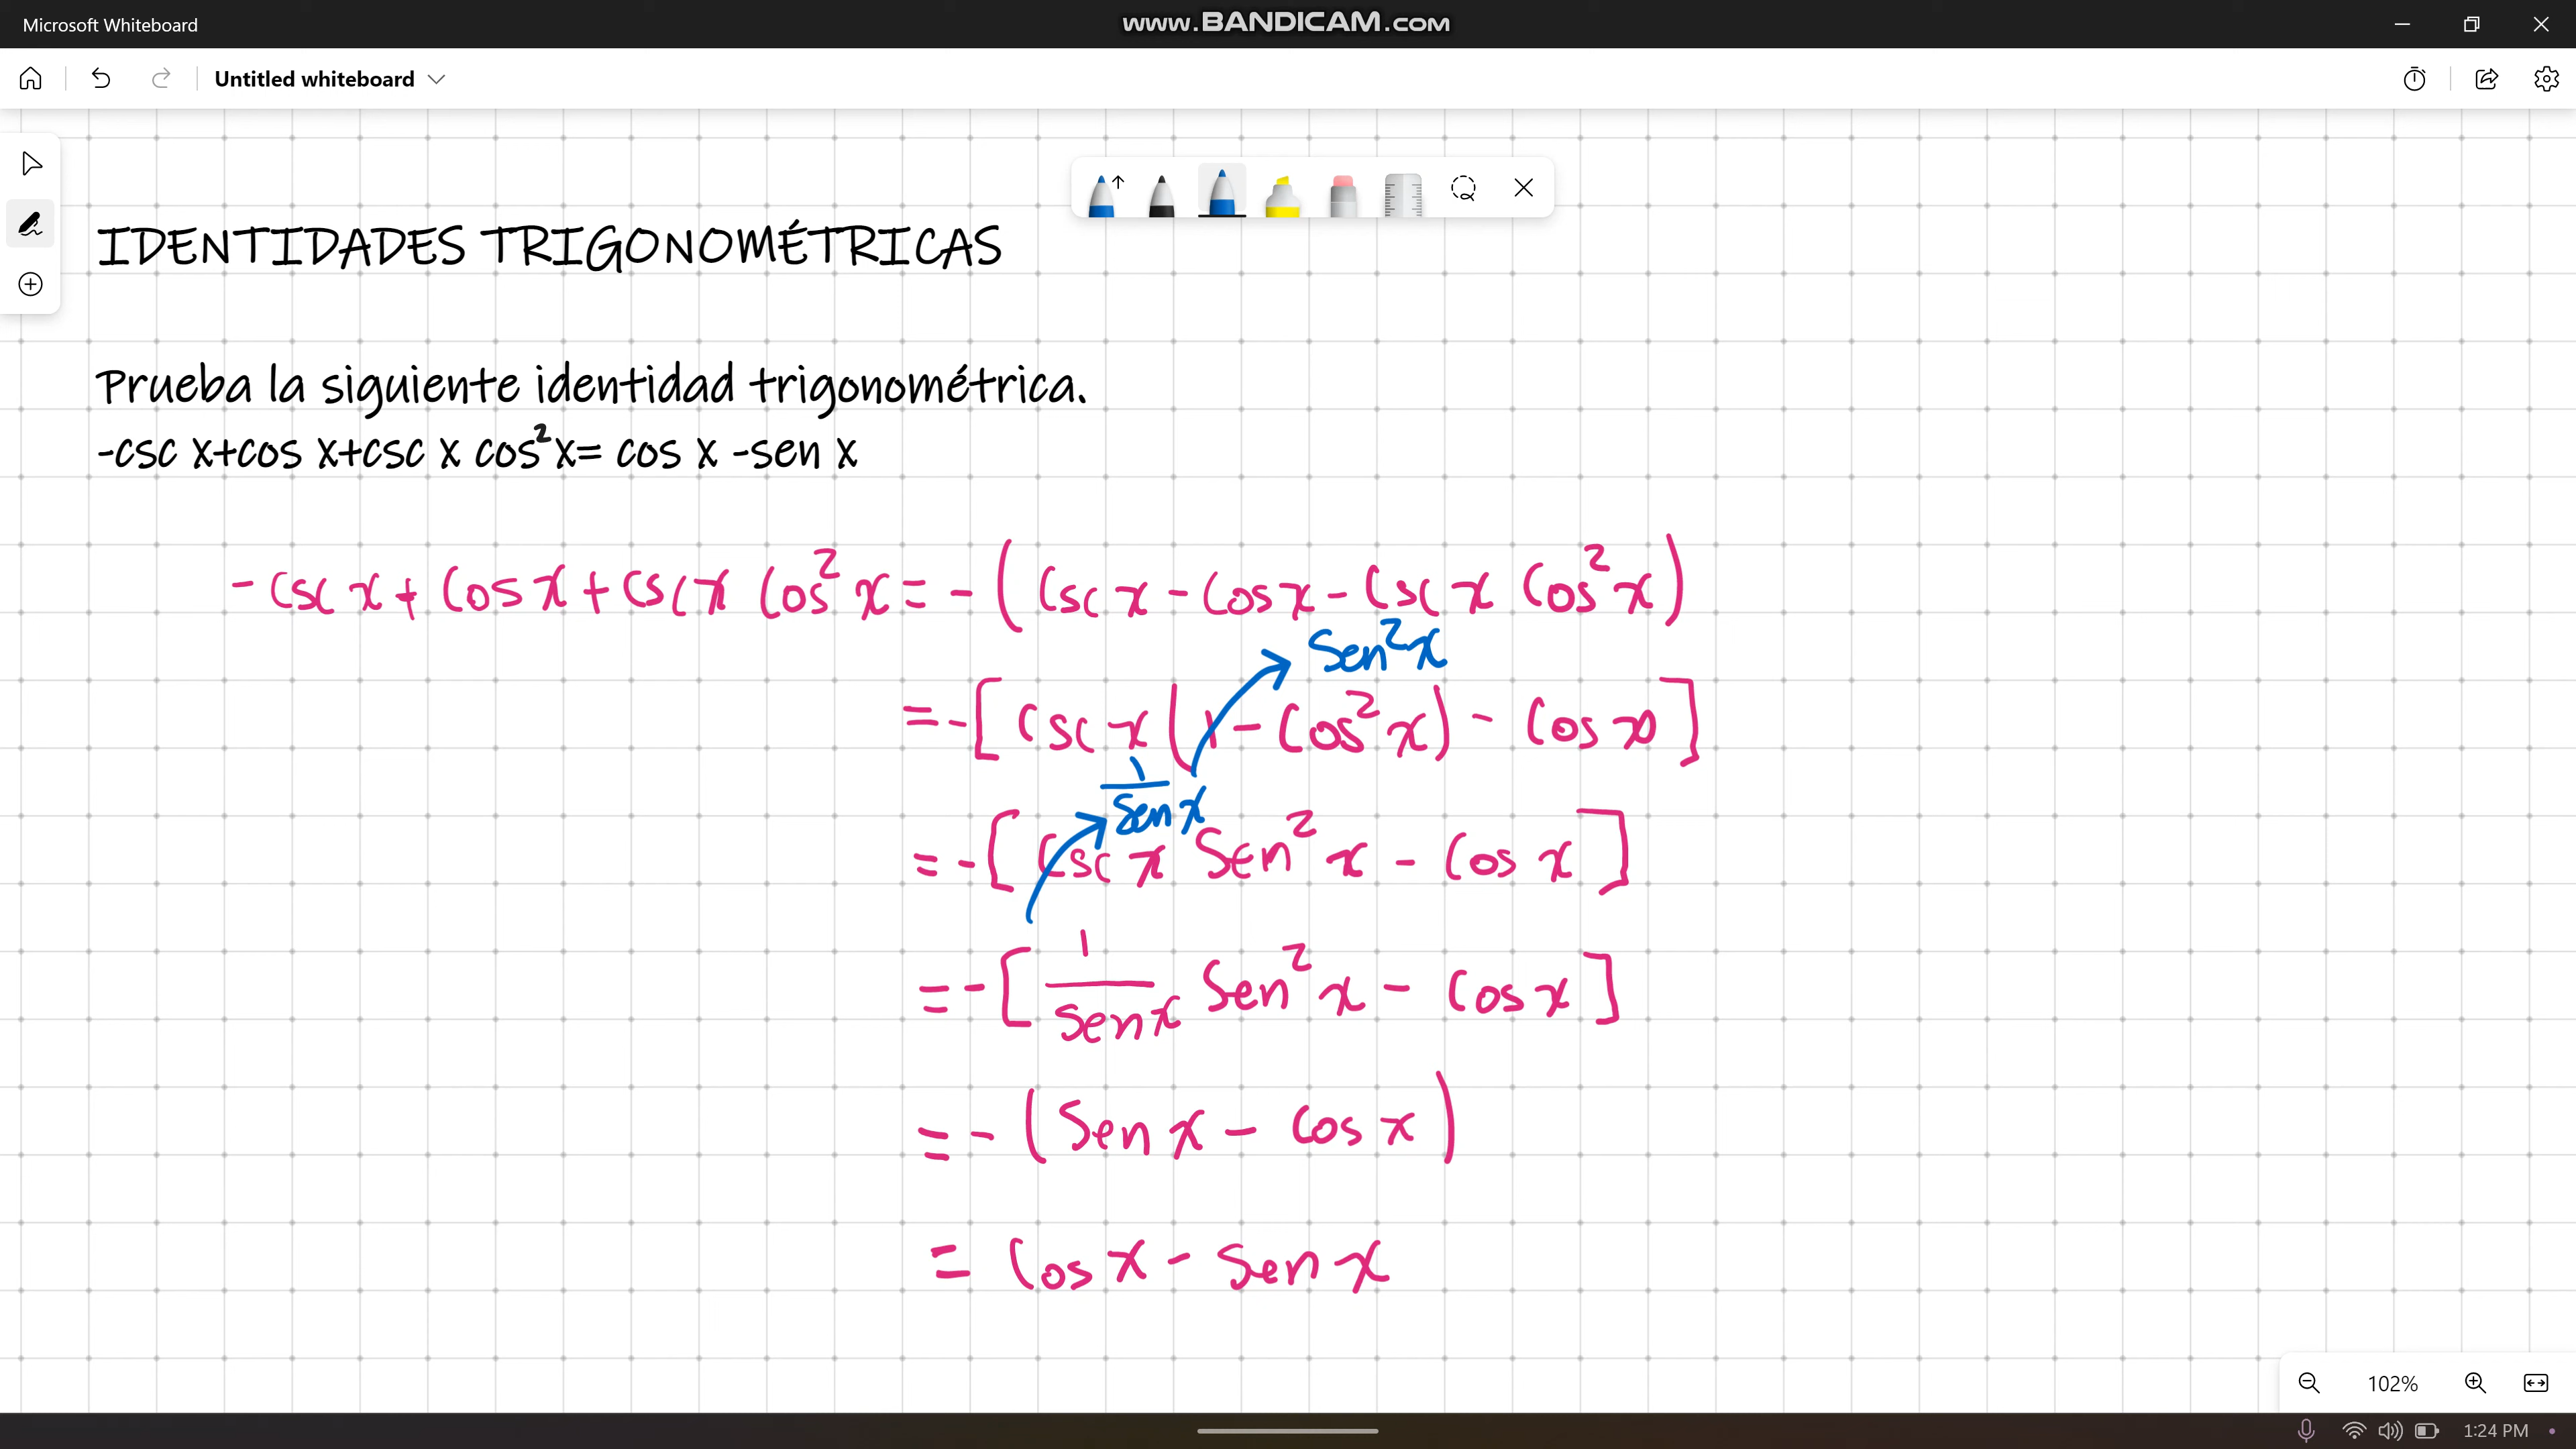 Microsoft Whiteboard
www.BANDICAM.com
Untitled whiteboard
IDENTIDADES TRIGONOMÉTRICAS
Prueba la siguiente identidad trigonométrica.
-csc x+cos x+csc x cos²x= cos x -sen x
- csc x + cos x + csc x cos² x = - ( csc x - cos x - csc x cos² x )
sen² x
= - [ csc x ( 1 - cos² x ) - cos x ]
1
sen x
= - [ csc x sen² x - cos x ]
= - [ 1/sen x sen² x - cos x ]
= - ( sen x - cos x )
= cos x - sen x
102%
1:24 PM